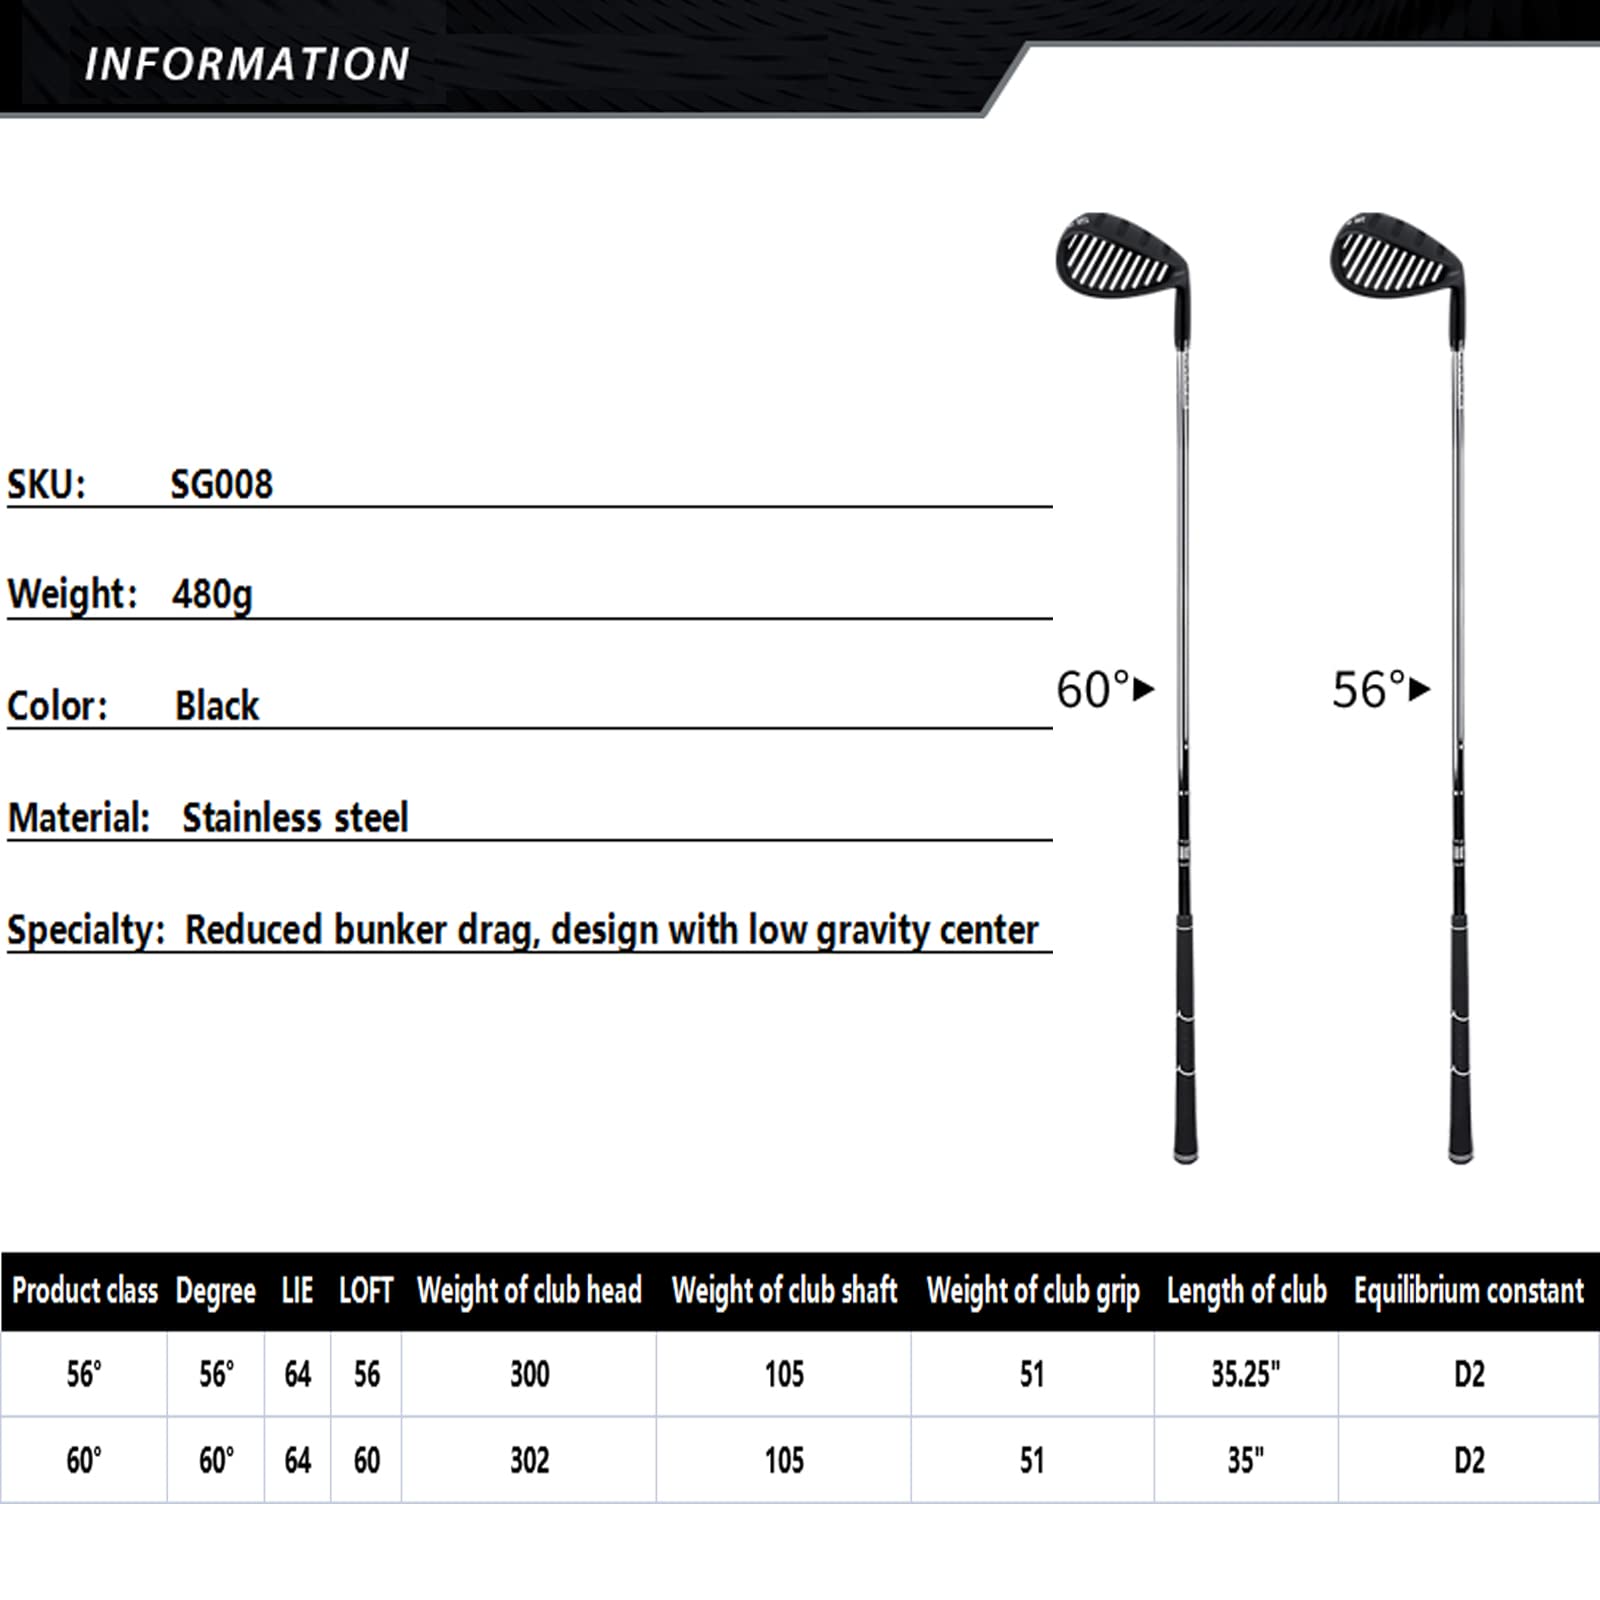 INFORMATION
SKU: SG008
Weight: 480g
Color: Black
Material: Stainless steel
Specialty: Reduced bunker drag, design with low gravity center
60°▶ 56°▶
Product class Degree LIE LOFT Weight of club head Weight of club shaft Weight of club grip Length of club Equilibrium constant
56° 56° 64 56 300 105 51 35.25" D2
60° 60° 64 60 302 105 51 35" D2